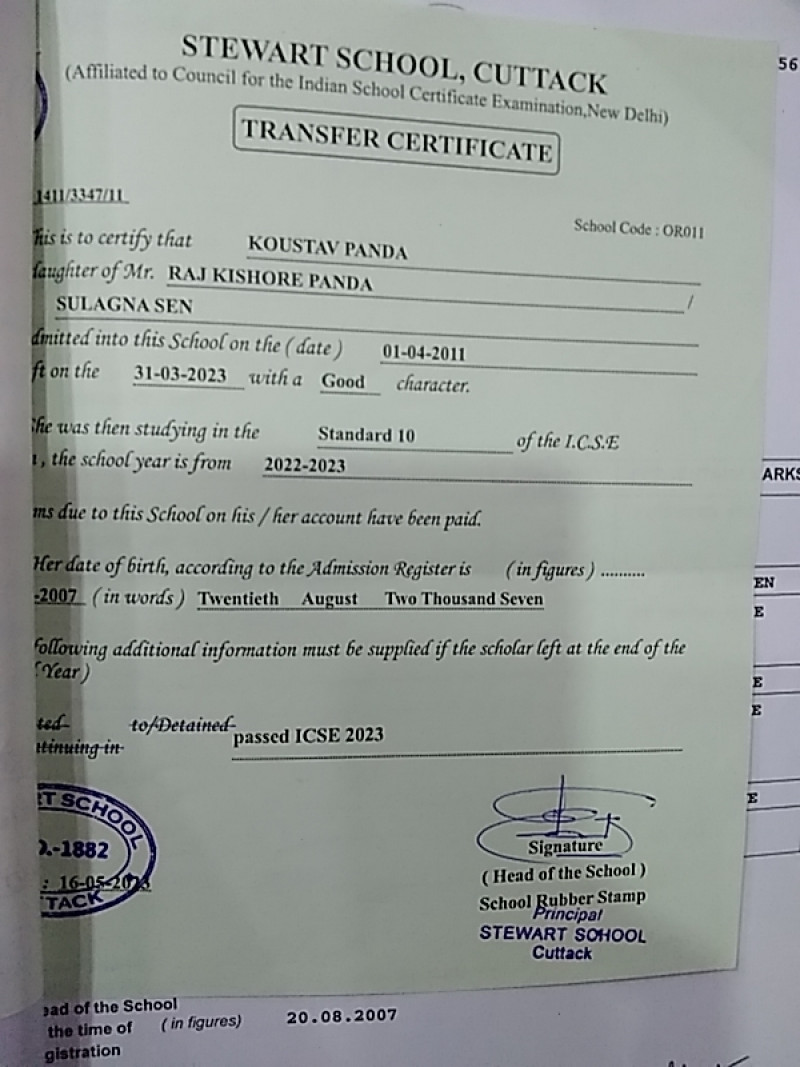 STEWART SCHOOL, CUTTACK
(Affiliated to Council for the Indian School Certificate Examination,New Delhi)
TRANSFER CERTIFICATE
1411/3347/11
School Code : OR011
his is to certify that KOUSTAV PANDA
daughter of Mr. RAJ KISHORE PANDA /
SULAGNA SEN
dmitted into this School on the ( date ) 01-04-2011
ft on the 31-03-2023 with a Good character.
he was then studying in the Standard 10 of the I.C.S.E
, the school year is from 2022-2023
ms due to this School on his / her account have been paid.
Her date of birth, according to the Admission Register is (in figures) ..........
-2007 (in words) Twentieth August Two Thousand Seven
following additional information must be supplied if the scholar left at the end of the
Year)
ted to/Detained
tinuing in passed ICSE 2023
T SCHOOL
.-1882
: 16-05-2023
TTACK
Signature
( Head of the School )
School Rubber Stamp
Principal
STEWART SCHOOL
Cuttack
ead of the School
the time of (in figures) 20.08.2007
gistration
56
ARKS
EN
E
E
E
E